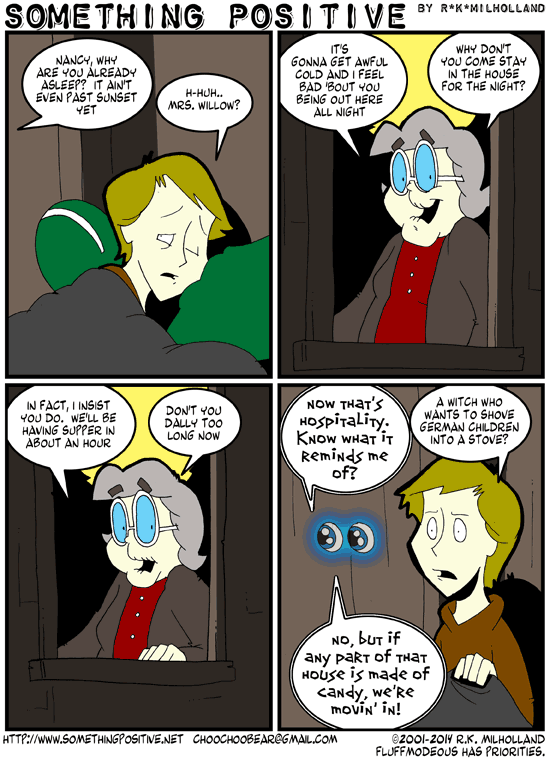 SOMETHING POSITIVE BY R*K*MILHOLLAND
NANCY, WHY
ARE YOU ALREADY
ASLEEP? IT AIN'T
EVEN PAST SUNSET
YET
H-HUH..
MRS. WILLOW?
IT'S
GONNA GET AWFUL
COLD AND I FEEL
BAD 'BOUT YOU
BEING OUT HERE
ALL NIGHT
WHY DON'T
YOU COME STAY
IN THE HOUSE
FOR THE NIGHT?
IN FACT, I INSIST
YOU DO. WE'LL BE
HAVING SUPPER IN
ABOUT AN HOUR
DON'T YOU
DALLY TOO
LONG NOW
NOW THAT'S
HOSPITALITY.
KNOW WHAT IT
REMINDS ME
OF?
A WITCH WHO
WANTS TO SHOVE
GERMAN CHILDREN
INTO A STOVE?
NO, BUT IF
ANY PART OF THAT
HOUSE IS MADE OF
CANDY, WE'RE
MOVIN' IN!
HTTP://WWW.SOMETHINGPOSITIVE.NET CHOOCHOOBEAR@GMAIL.COM ©2001-2014 R.K. MILHOLLAND
FLUFFMODEOUS HAS PRIORITIES.